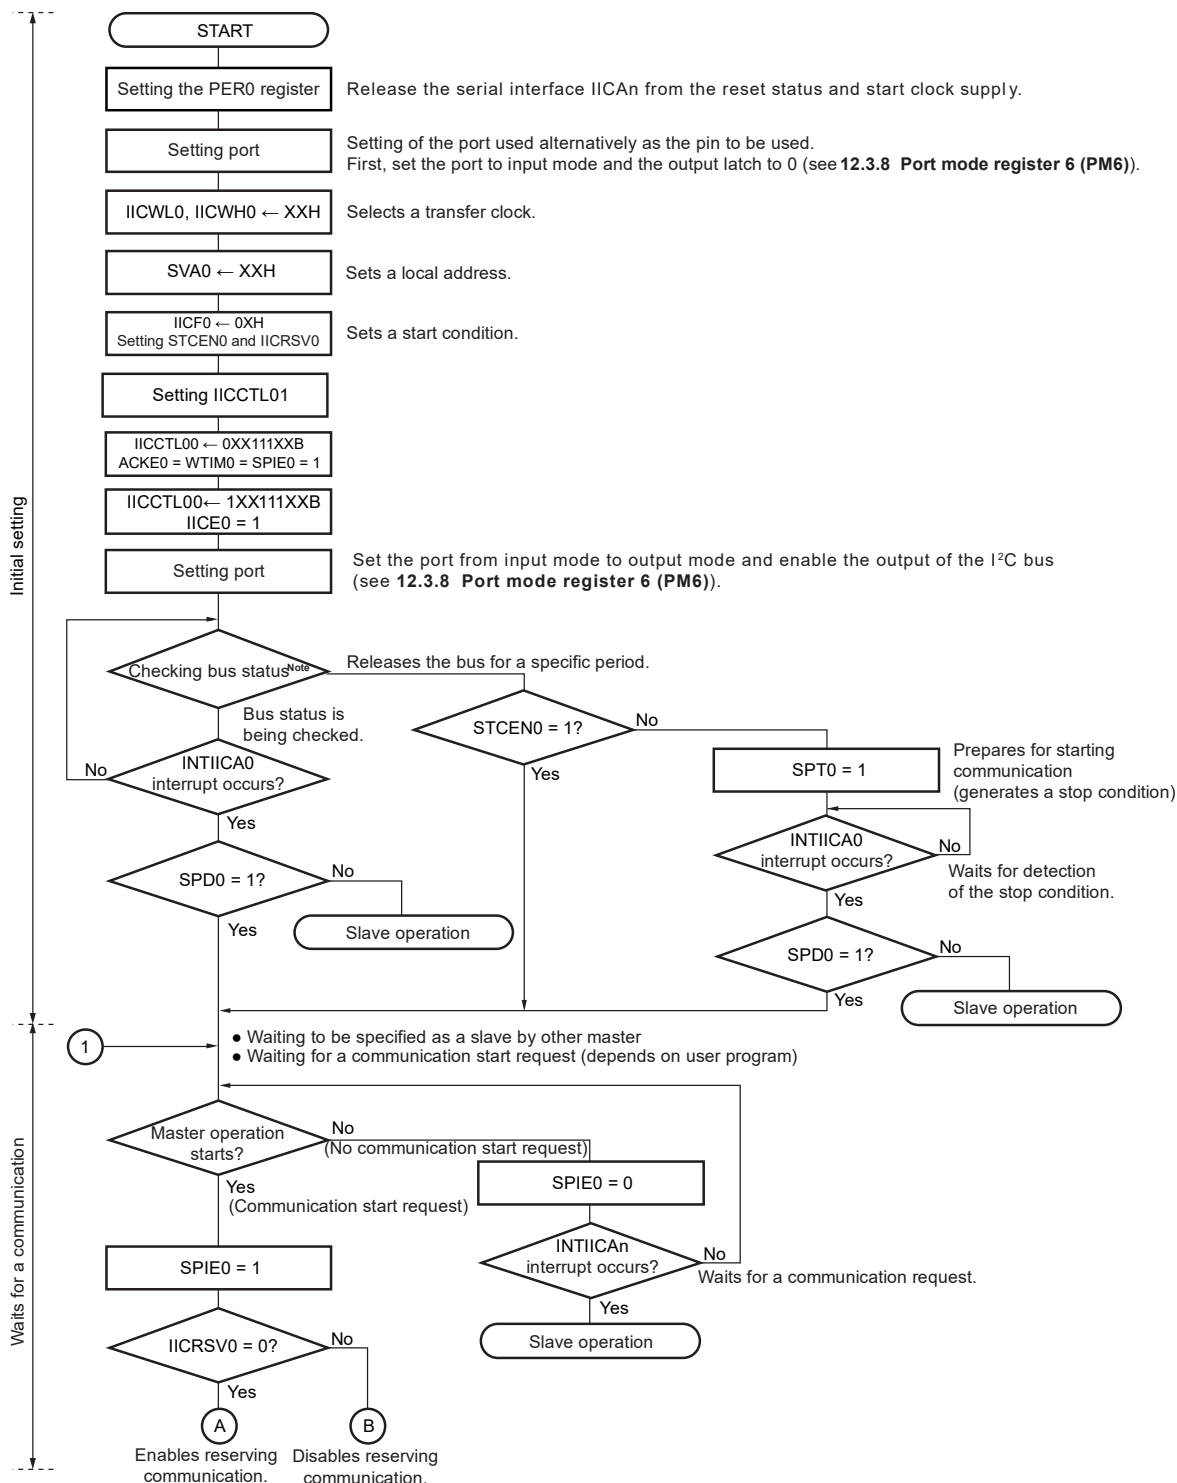 START
Setting the PER0 register
Release the serial interface IICAn from the reset status and start clock supply.
Setting port
Setting of the port used alternatively as the pin to be used.
First, set the port to input mode and the output latch to 0 (see 12.3.8 Port mode register 6 (PM6)).
IICWL0, IICWH0 ← XXH
Selects a transfer clock.
SVA0 ← XXH
Sets a local address.
IICF0 ← 0XH
Setting STCEN0 and IICRSV0
Sets a start condition.
Setting IICCTL01
IICCTL00 ← 0XX111XXB
ACKE0 = WTIM0 = SPIE0 = 1
IICCTL00← 1XX111XXB
IICE0 = 1
Initial setting
Setting port
Set the port from input mode to output mode and enable the output of the I²C bus
(see 12.3.8 Port mode register 6 (PM6)).
Checking bus status Note
Releases the bus for a specific period.
Bus status is
being checked.
STCEN0 = 1?
No
Yes
SPT0 = 1
Prepares for starting
communication
(generates a stop condition)
INTIICA0
interrupt occurs?
No
Yes
INTIICA0
interrupt occurs?
No
Waits for detection
of the stop condition.
Yes
SPD0 = 1?
No
Yes
Slave operation
SPD0 = 1?
No
Yes
Slave operation
1
● Waiting to be specified as a slave by other master
● Waiting for a communication start request (depends on user program)
Waits for a communication
Master operation
starts?
No
(No communication start request)
Yes
(Communication start request)
SPIE0 = 0
INTIICAn
interrupt occurs?
No
Waits for a communication request.
Yes
Slave operation
SPIE0 = 1
IICRSV0 = 0?
No
Yes
A
B
Enables reserving
communication.
Disables reserving
communication.